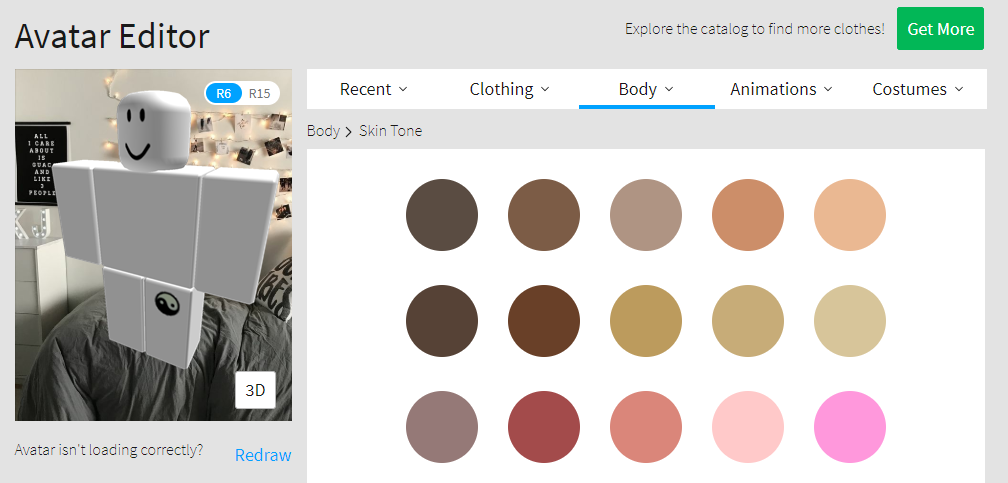 Avatar Editor
Explore the catalog to find more clothes!
Get More
R6 R15
Recent Clothing Body Animations Costumes
Body > Skin Tone
ALL
I CARE
ABOUT
IS
GUAC
AND
LIKE
3
PEOPLE
3D
Avatar isn't loading correctly?
Redraw